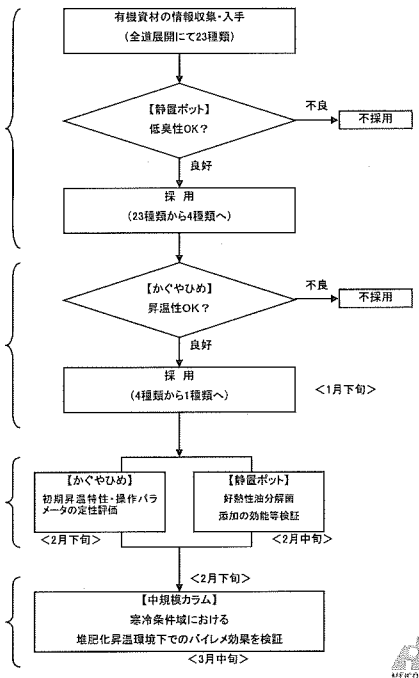 有機資材の情報収集・入手
(全道展開にて23種類)
【静置ポット】
低臭性OK?
不良
不採用
良好
採 用
(23種類から4種類へ)
【かぐやひめ】
昇温性OK?
不良
不採用
良好
採 用
(4種類から1種類へ)
<1月下旬>
【かぐやひめ】
初期昇温特性・操作パラ
メータの定性評価
<2月下旬>
【静置ポット】
好熱性油分解菌
添加の効能等検証
<2月中旬>
<2月下旬>
【中規模カラム】
寒冷条件域における
堆肥化昇温環境下でのバイレメ効果を検証
<3月中旬>